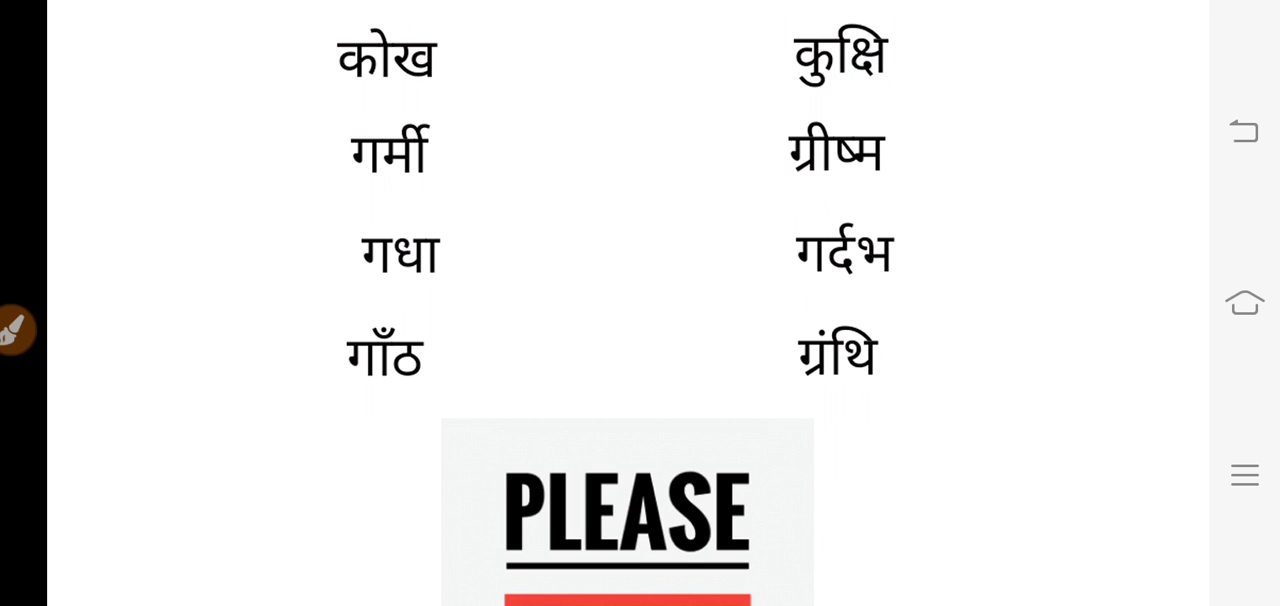 कोख कुक्षि
गर्मी ग्रीष्म
गधा गर्दभ
गाँठ ग्रंथि
PLEASE